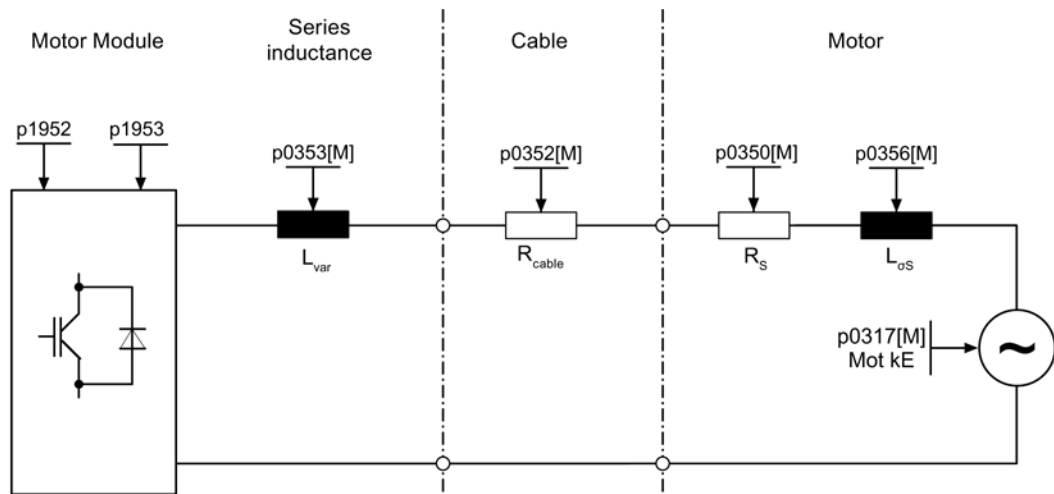 Motor Module
Series
inductance
Cable
Motor
p1952
p1953
p0353[M]
p0352[M]
p0350[M]
p0356[M]
Lvar
Rcable
RS
LσS
p0317[M]
Mot kE
~